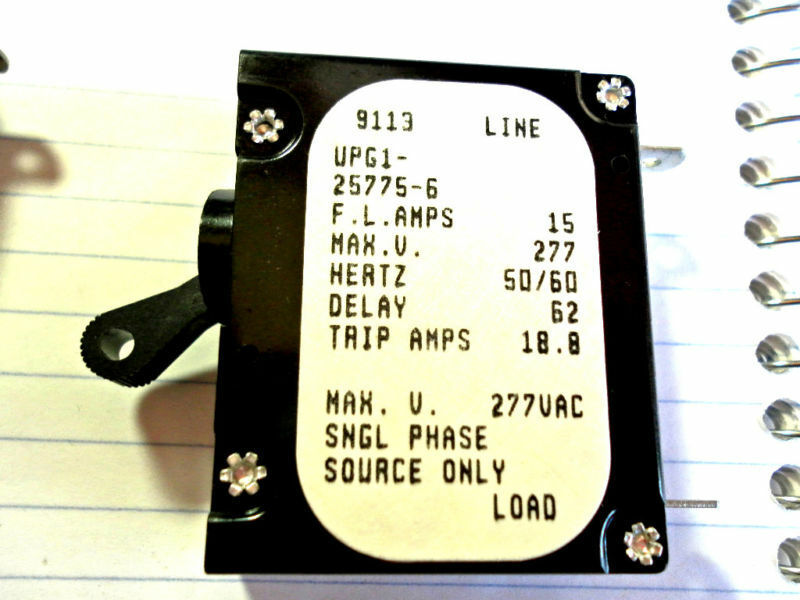 9113 LINE
UPG1-
25775-6
F.L.AMPS 15
MAX.V. 277
HERTZ 50/60
DELAY 62
TRIP AMPS 18.8
MAX. V. 277VAC
SNGL PHASE
SOURCE ONLY
LOAD